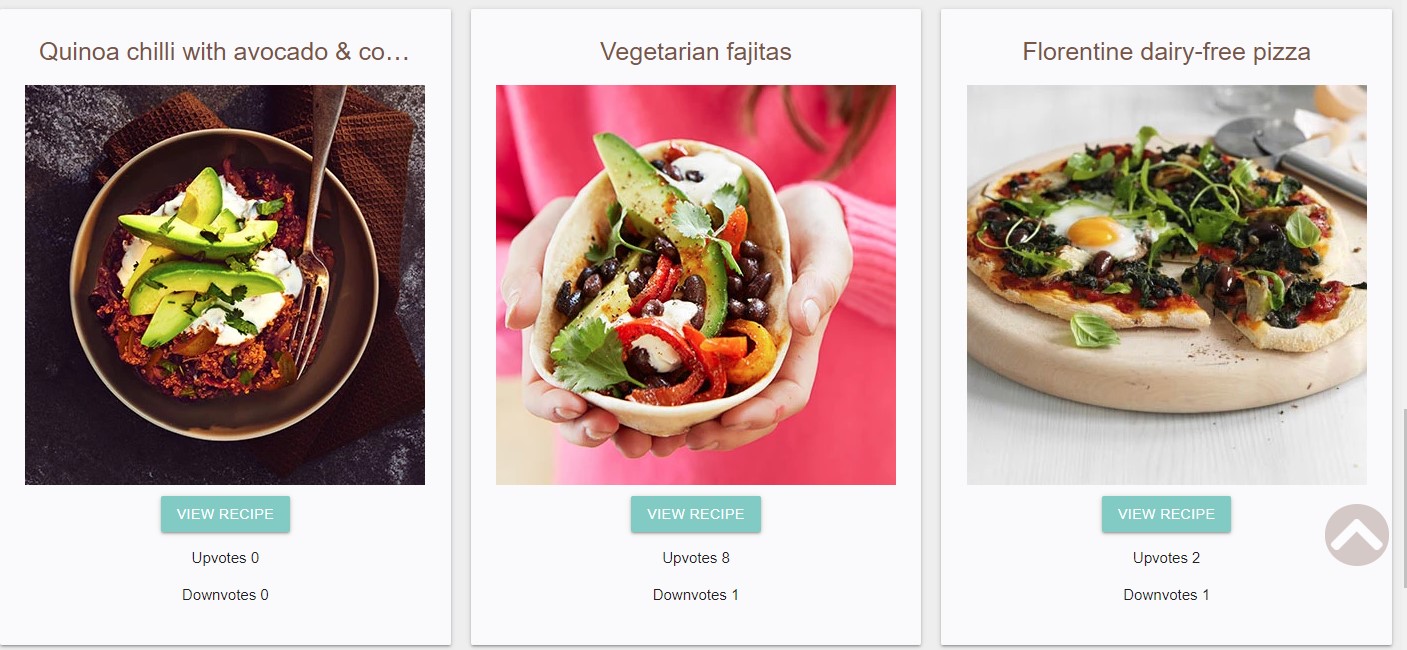 Quinoa chilli with avocado & co…
VIEW RECIPE
Upvotes 0
Downvotes 0
Vegetarian fajitas
VIEW RECIPE
Upvotes 8
Downvotes 1
Florentine dairy-free pizza
VIEW RECIPE
Upvotes 2
Downvotes 1